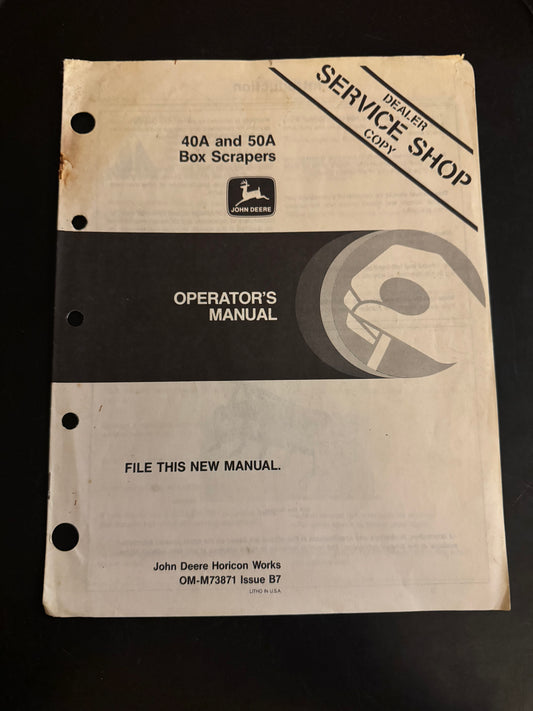 DEALER
SERVICE SHOP
COPY
40A and 50A
Box Scrapers
JOHN DEERE
OPERATOR'S
MANUAL
FILE THIS NEW MANUAL.
John Deere Horicon Works
OM-M73871 Issue B7
LITHO IN U.S.A.